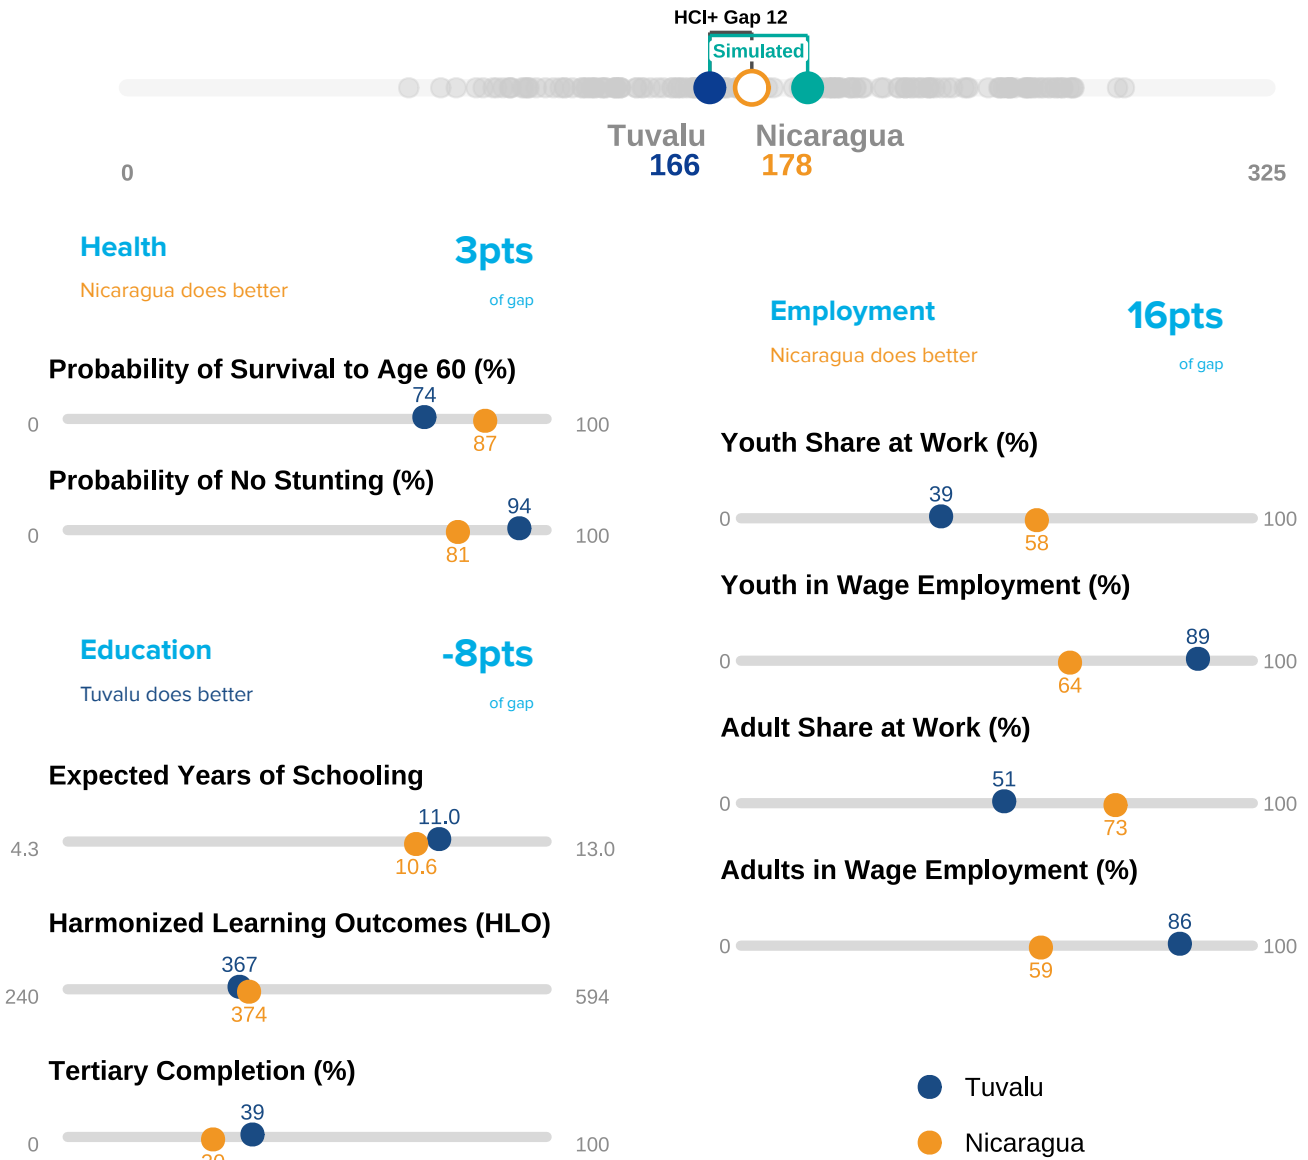 HCI+ Gap 12
Simulated
Tuvalu
Nicaragua
166
178
0
325
Health
3pts
Nicaragua does better
of gap
Probability of Survival to Age 60 (%)
74
0
100
87
Probability of No Stunting (%)
94
0
100
81
Education
-8pts
Tuvalu does better
of gap
Expected Years of Schooling
11.0
4.3
13.0
10.6
Harmonized Learning Outcomes (HLO)
367
240
594
374
Tertiary Completion (%)
39
0
100
Employment
16pts
Nicaragua does better
of gap
Youth Share at Work (%)
39
0
100
58
Youth in Wage Employment (%)
89
0
100
64
Adult Share at Work (%)
51
0
100
73
Adults in Wage Employment (%)
86
0
100
59
Tuvalu
Nicaragua